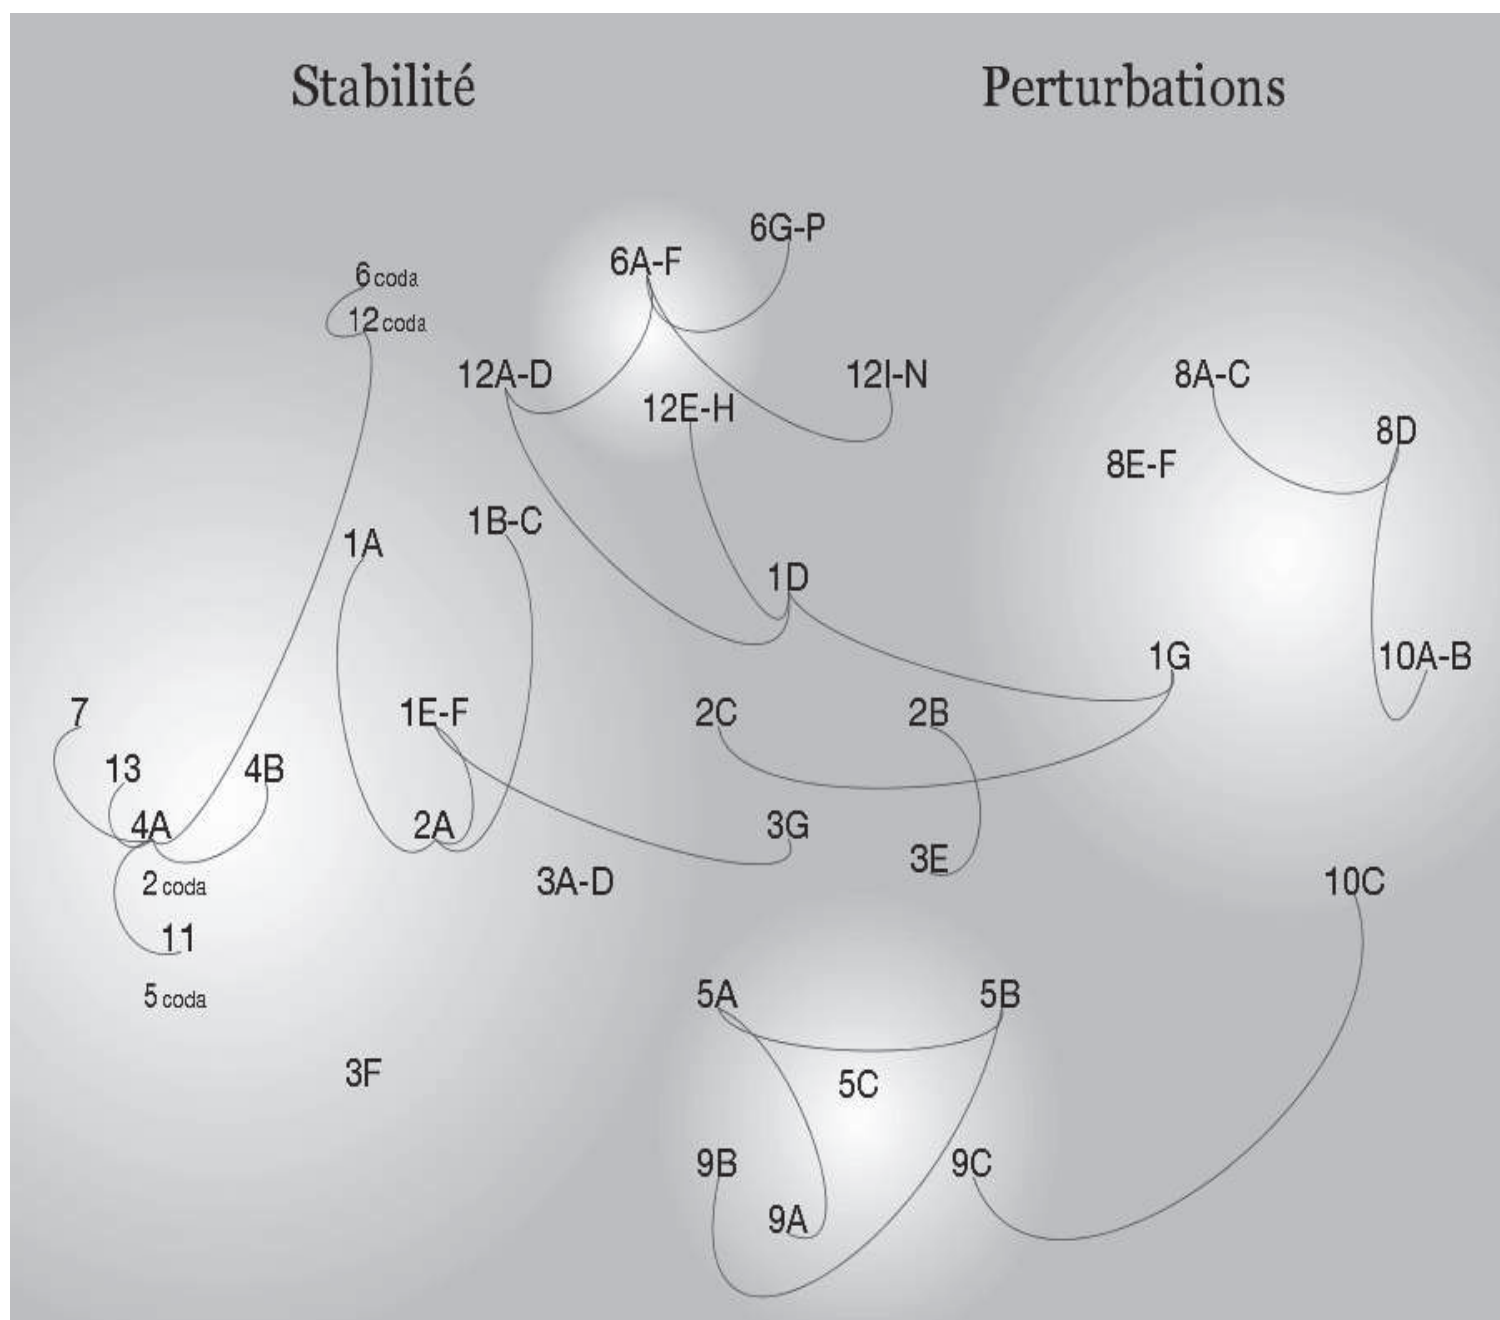 Stabilité
Perturbations
6G-P
6A-F
6 coda
12 coda
12A-D
12I-N
8A-C
12E-H
8D
8E-F
1B-C
1A
1D
1G
10A-B
7
1E-F
2C
2B
13
4B
4A
2A
3G
3E
2 coda
3A-D
10C
11
5 coda
5A
5B
3F
5C
9B
9C
9A